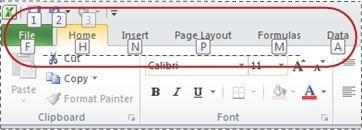 1 2 3
File Home Insert Page Layout Formulas Data
F H N P M A
Cut
Calibri 11 A A
Copy
Paste
Format Painter
B I U A
Clipboard Font